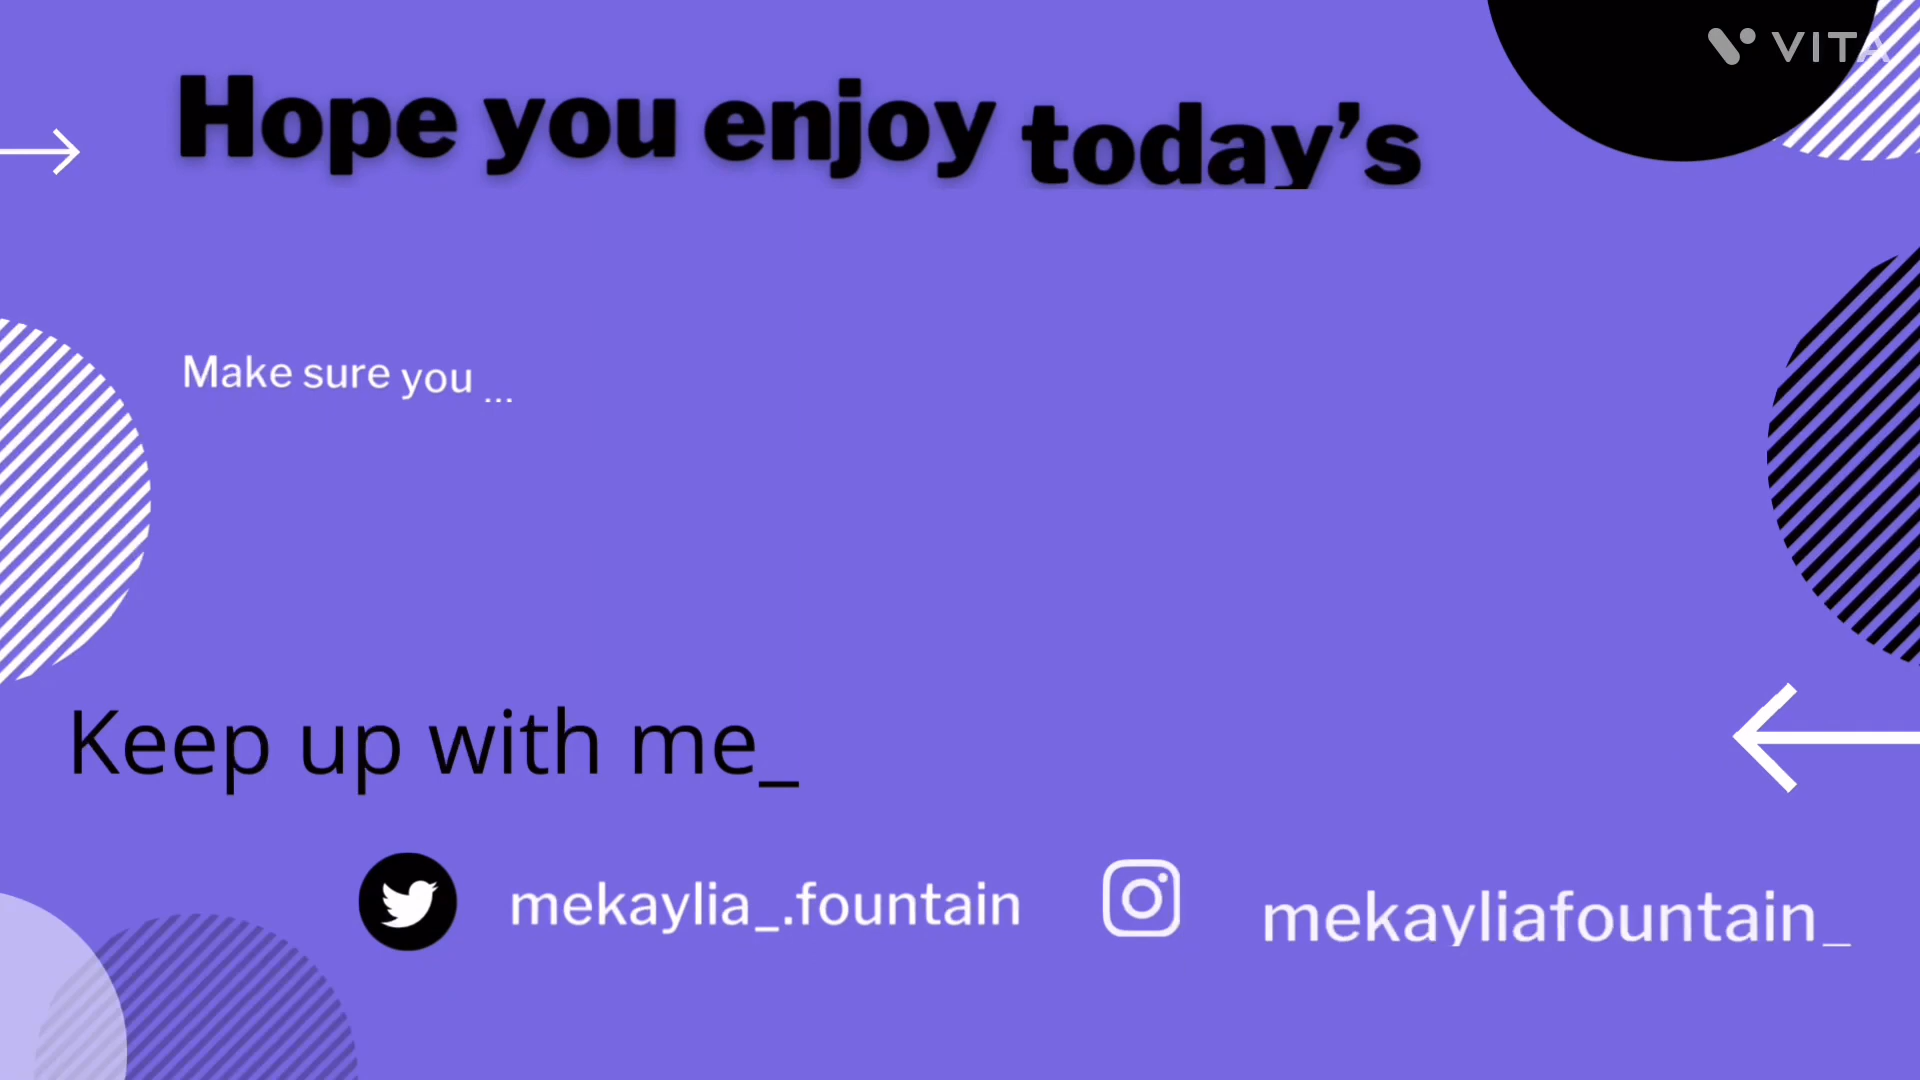 VITA
Hope you enjoy today’s
Make sure you ...
Keep up with me_
mekaylia_.fountain
mekayliafountain_